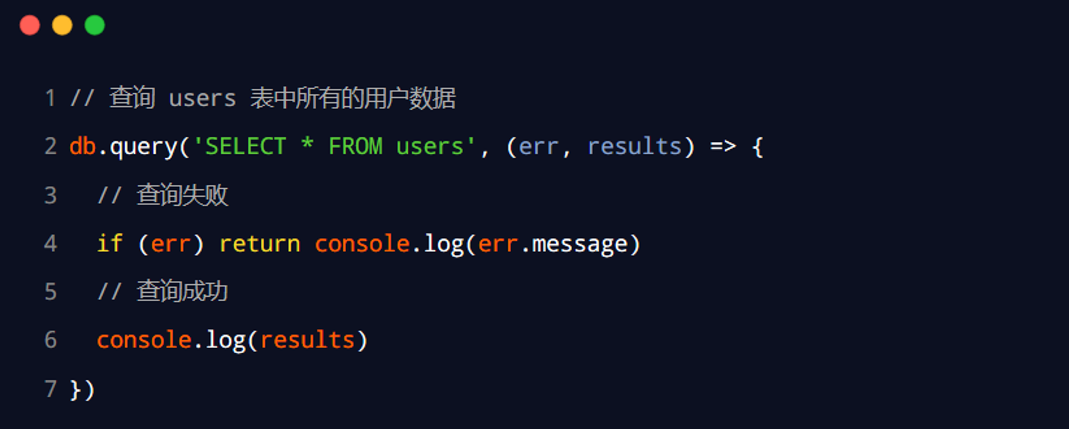 1 // 查询 users 表中所有的用户数据
2 db.query('SELECT * FROM users', (err, results) => {
3   // 查询失败
4   if (err) return console.log(err.message)
5   // 查询成功
6   console.log(results)
7 })